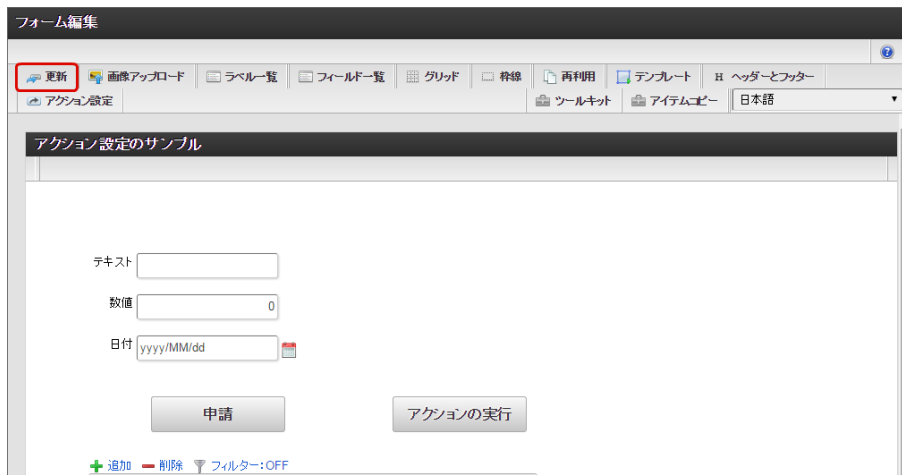 フォーム編集
更新 画像アップロード ラベル一覧 フィールド一覧 グリッド 枠線 再利用 テンプレート H ヘッダーとフッター
アクション設定 ツールキット アイテムコピー 日本語
アクション設定のサンプル
テキスト
数値 0
日付 yyyy/MM/dd
申請 アクションの実行
追加 削除 フィルター:OFF